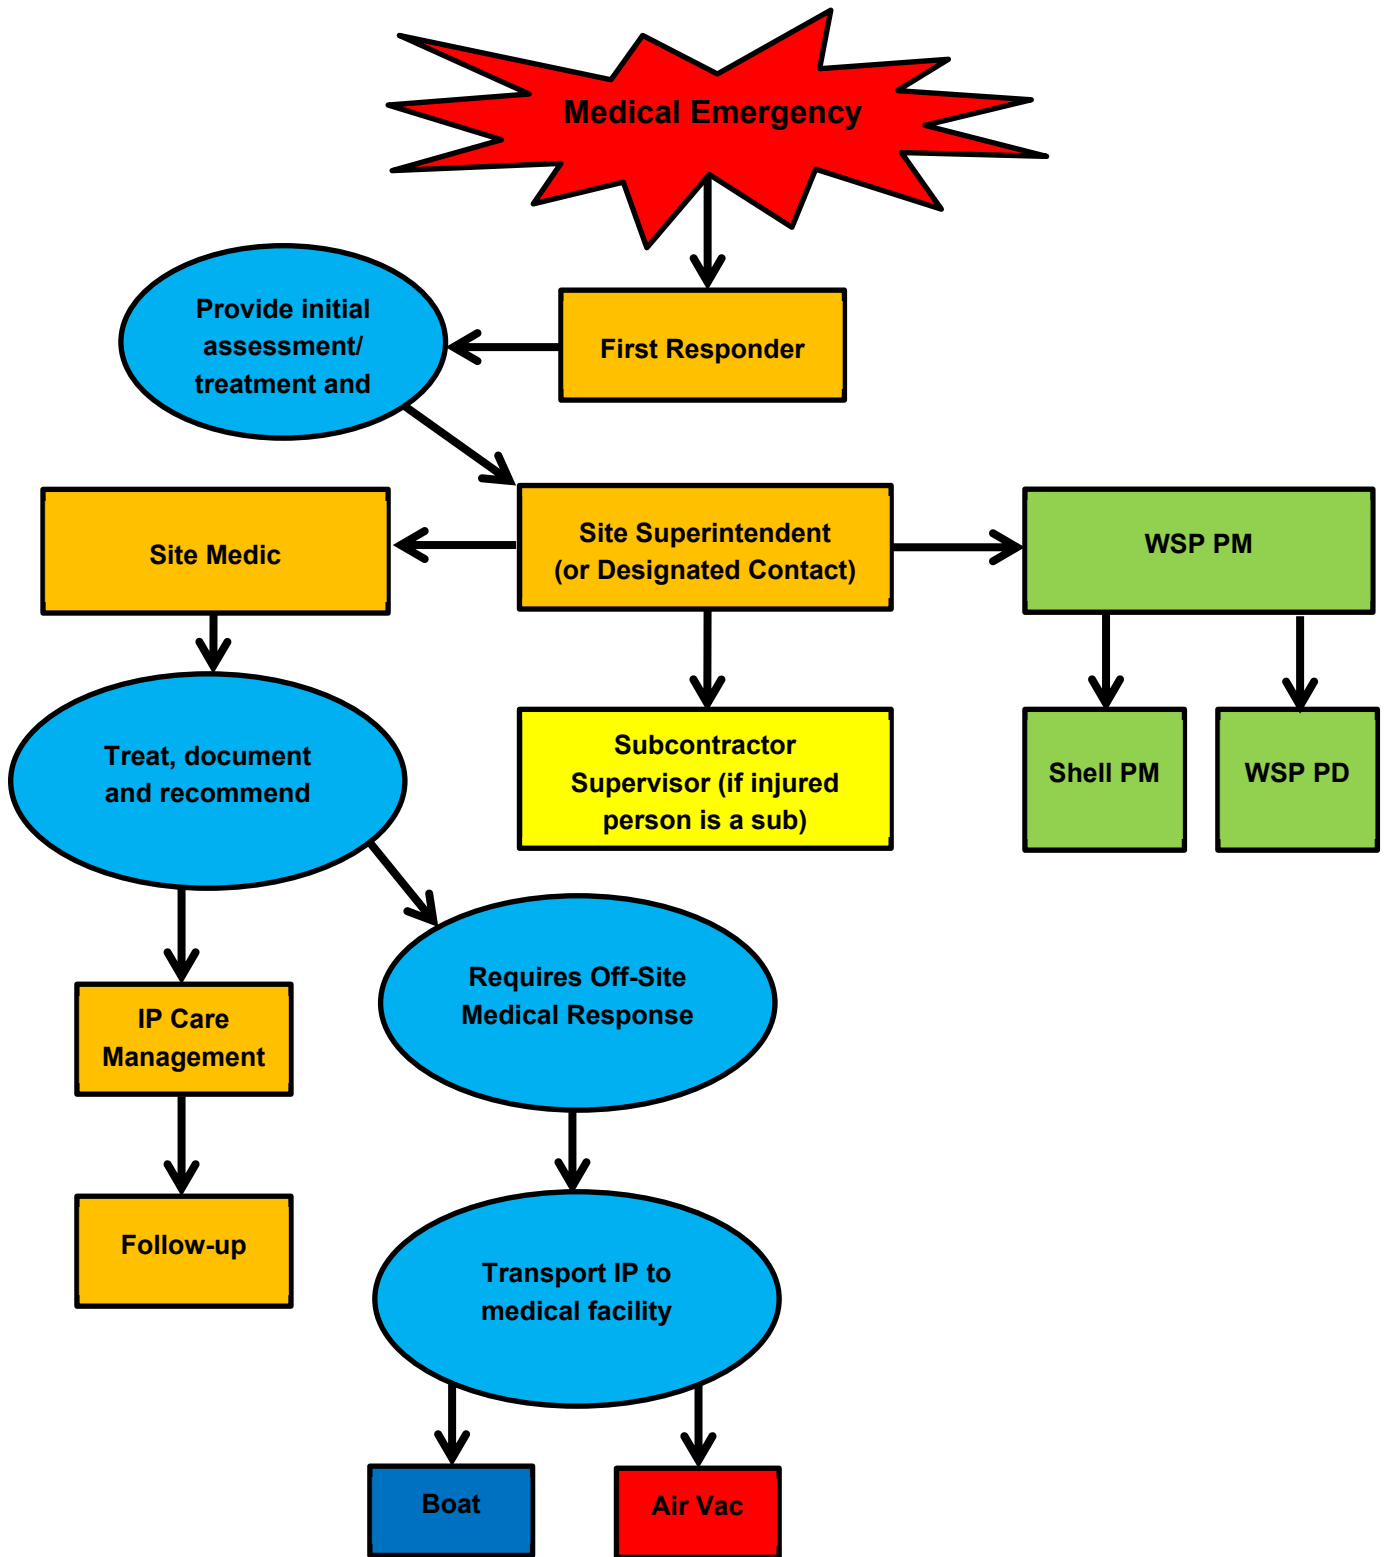 Medical Emergency
Provide initial
assessment/
treatment and
First Responder
Site Medic
Site Superintendent
(or Designated Contact)
WSP PM
Treat, document
and recommend
Subcontractor
Supervisor (if injured
person is a sub)
Shell PM
WSP PD
Requires Off-Site
Medical Response
IP Care
Management
Follow-up
Transport IP to
medical facility
Boat
Air Vac